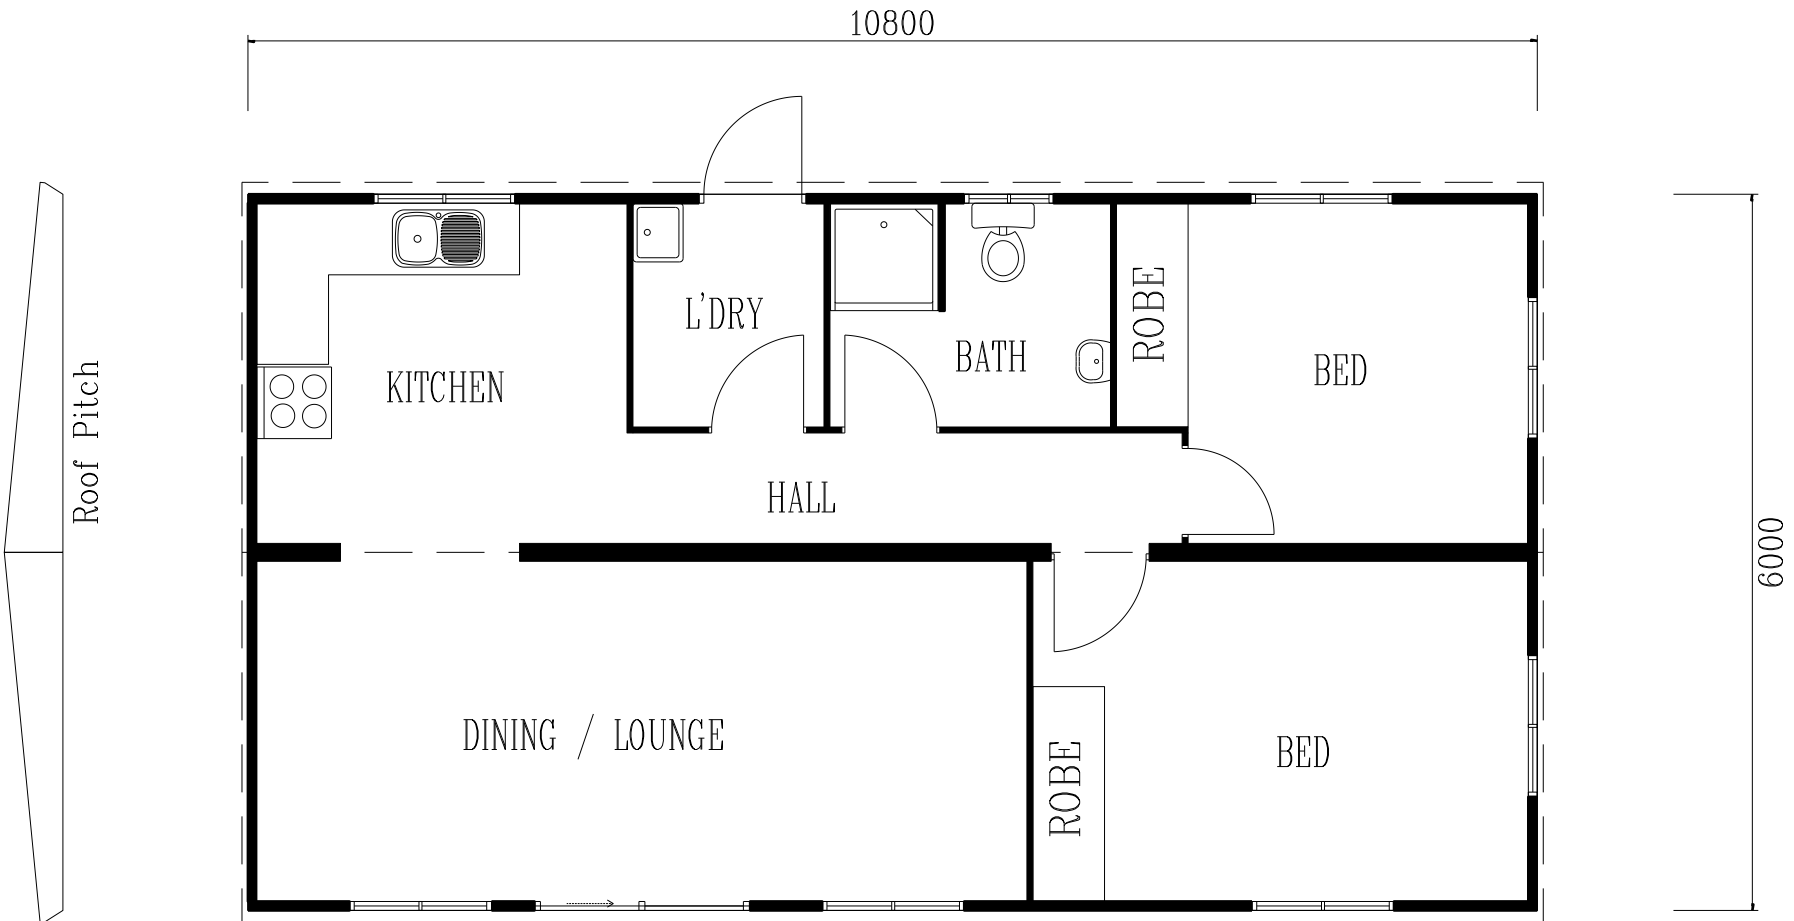 10800
L'DRY
ROBE
BATH
BED
KITCHEN
Roof Pitch
HALL
6000
DINING / LOUNGE
ROBE
BED